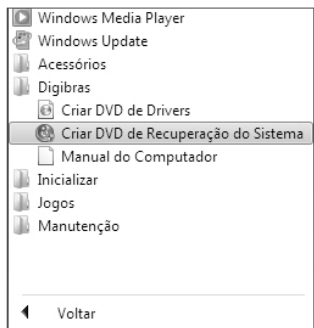 Windows Media Player
Windows Update
Acessórios
Digibras
Criar DVD de Drivers
Criar DVD de Recuperação do Sistema
Manual do Computador
Inicializar
Jogos
Manutenção
Voltar